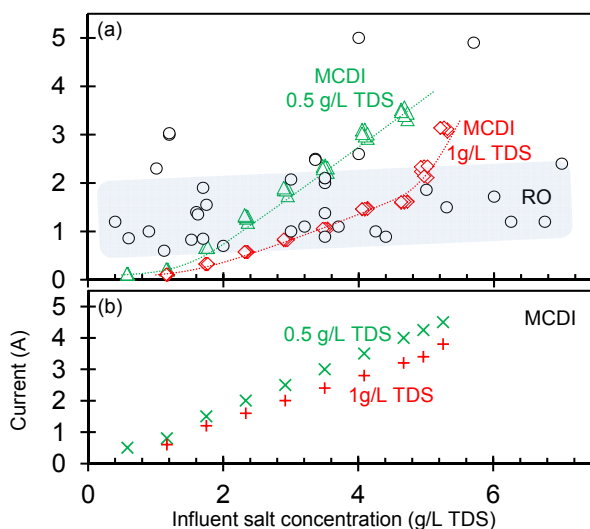 (a)
5
4
3
2
1
0
MCDI
0.5 g/L TDS
MCDI
1g/L TDS
RO
(b)
5
4
3
2
1
0
MCDI
0.5 g/L TDS
1g/L TDS
Current (A)
0 2 4 6
Influent salt concentration (g/L TDS)